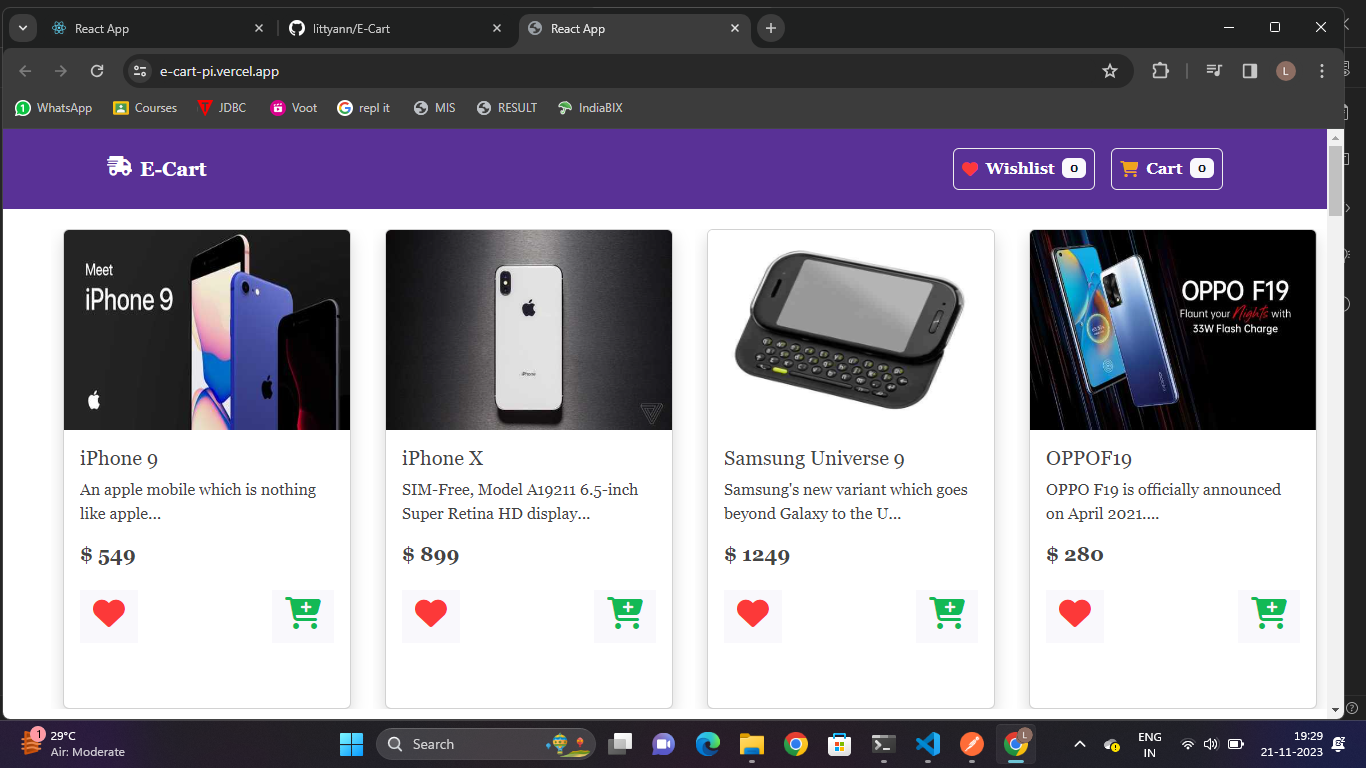 React App
littyann/E-Cart
React App
e-cart-pi.vercel.app
L
1 WhatsApp
Courses
JDBC
Voot
repl it
MIS
RESULT
IndiaBIX
E-Cart
Wishlist 0
Cart 0
Meet
iPhone 9
iPhone
OPPO F19
Flaunt your Nights with
33W Flash Charge
iPhone 9
An apple mobile which is nothing
like apple...
$ 549
iPhone X
SIM-Free, Model A19211 6.5-inch
Super Retina HD display...
$ 899
Samsung Universe 9
Samsung's new variant which goes
beyond Galaxy to the U...
$ 1249
OPPOF19
OPPO F19 is officially announced
on April 2021....
$ 280
1
29°C
Air: Moderate
Search
L
ENG
IN
19:29
21-11-2023